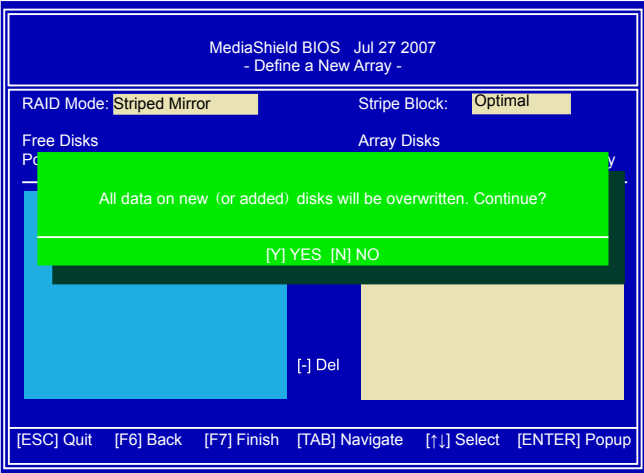 MediaShield BIOS Jul 27 2007
- Define a New Array -
RAID Mode: Striped Mirror Stripe Block: Optimal
Free Disks Array Disks
All data on new (or added) disks will be overwritten. Continue?
[Y] YES [N] NO
[-] Del
[ESC] Quit [F6] Back [F7] Finish [TAB] Navigate [↑↓] Select [ENTER] Popup